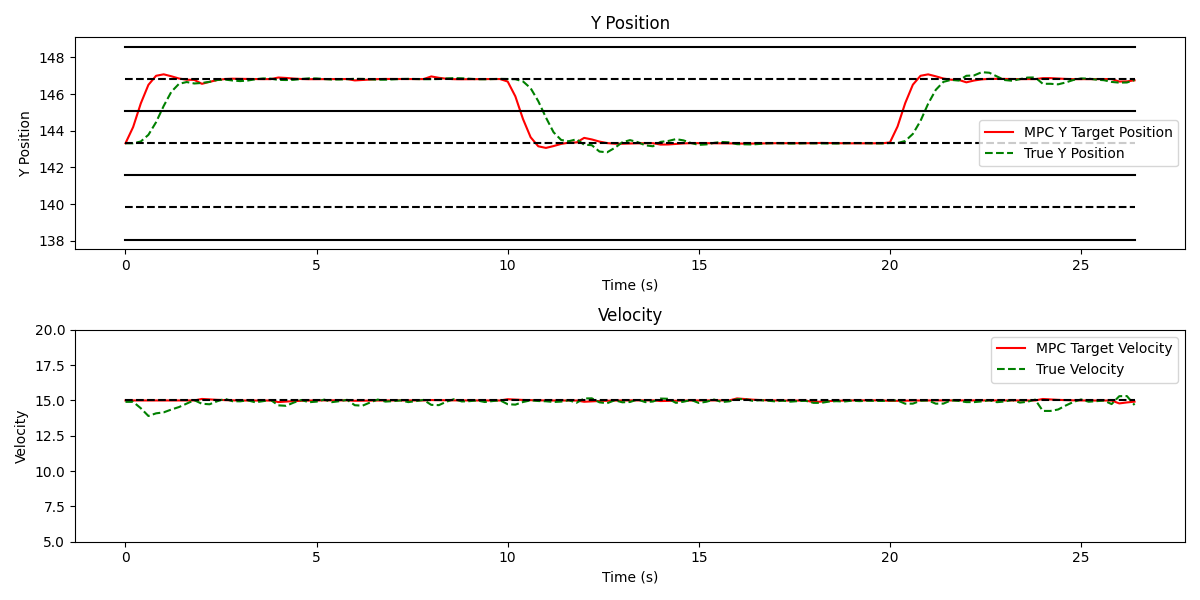 Y Position
148
146
144
142
140
138
Y Position
MPC Y Target Position
True Y Position
0
5
10
15
20
25
Time (s)
Velocity
20.0
17.5
15.0
12.5
10.0
7.5
5.0
Velocity
MPC Target Velocity
True Velocity
0
5
10
15
20
25
Time (s)